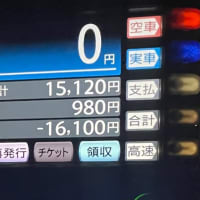 0円
空車
実車
計 15,120円
支払
980円
合計
-16,100円
再発行 チケット 領収 高速